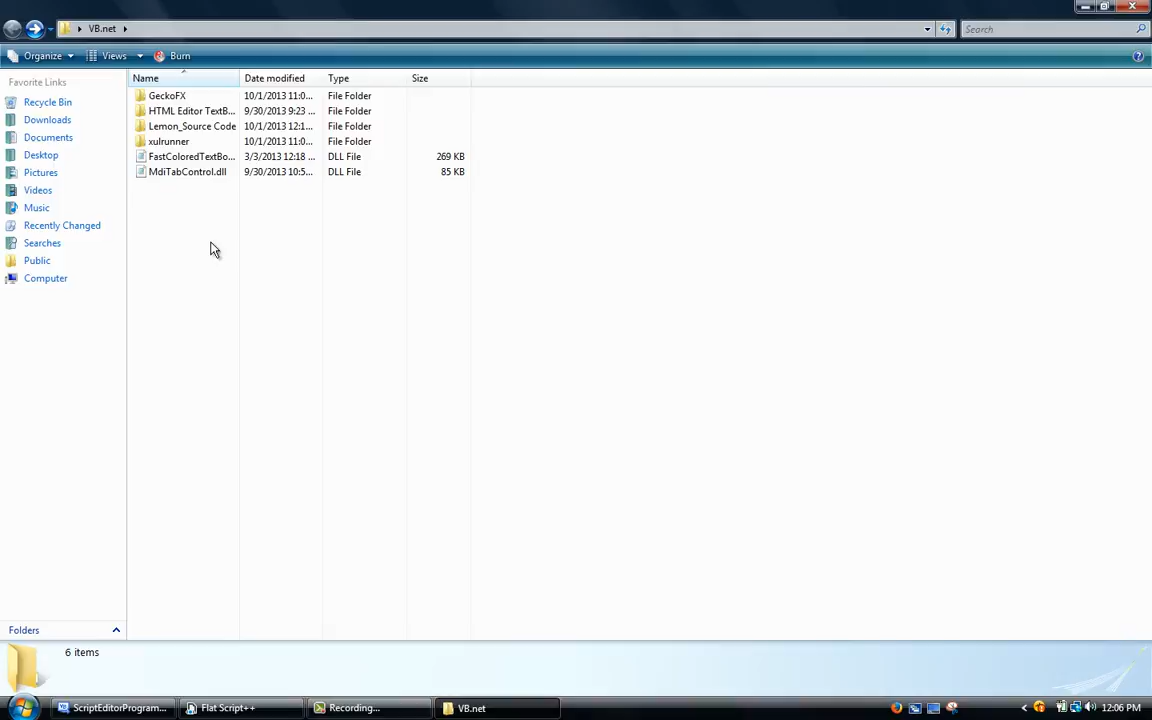 VB.net
Search
Organize Views Burn
Favorite Links
Recycle Bin
Downloads
Documents
Desktop
Pictures
Videos
Music
Recently Changed
Searches
Public
Computer
Folders
Name Date modified Type Size
GeckoFX 10/1/2013 11:0... File Folder
HTML Editor TextB... 9/30/2013 9:23 ... File Folder
Lemon_Source Code 10/1/2013 12:1... File Folder
xulrunner 10/1/2013 11:0... File Folder
FastColoredTextBo... 3/3/2013 12:18 ... DLL File 269 KB
MdiTabControl.dll 9/30/2013 10:5... DLL File 85 KB
6 items
ScriptEditorProgram... Flat Script++ Recording... VB.net 12:06 PM